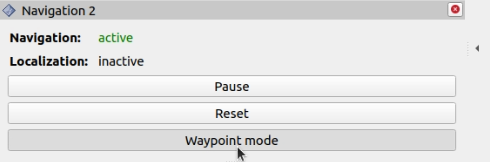 Navigation 2
Navigation: active
Localization: inactive
Pause
Reset
Waypoint mode